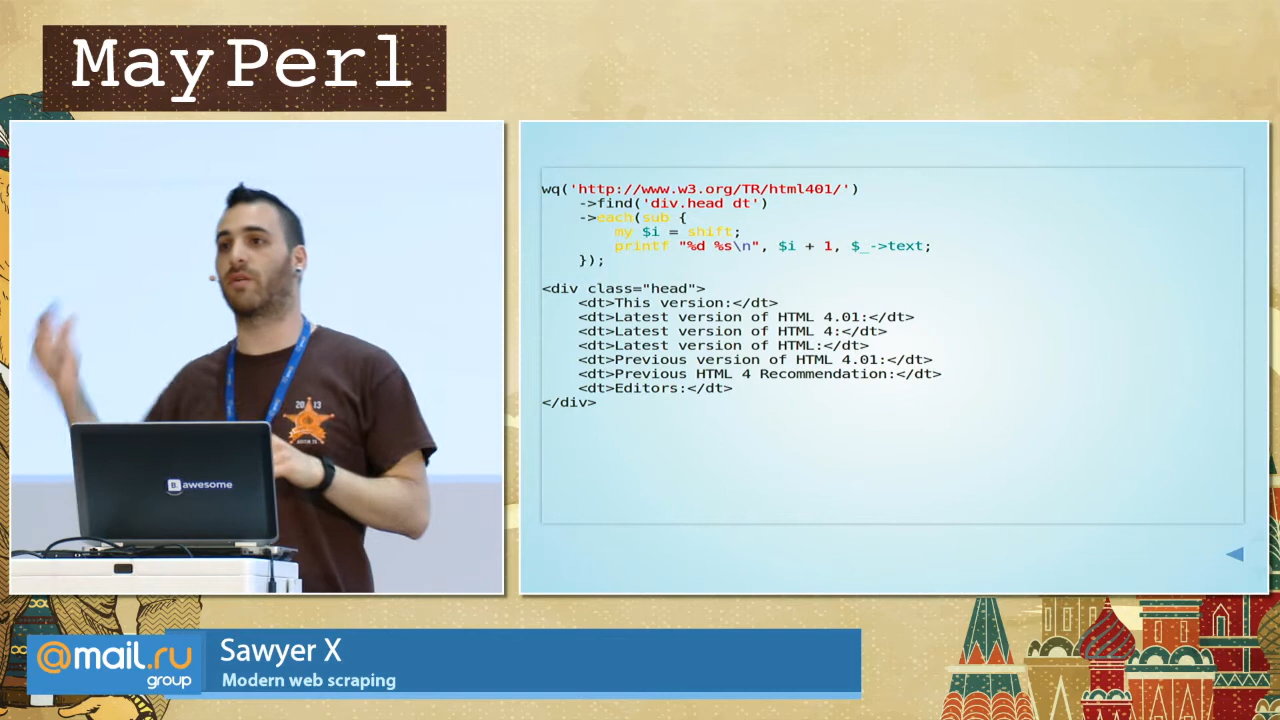 MayPerl
wq('http://www.w3.org/TR/html401/')
    ->find('div.head dt')
    ->each(sub {
        my $i = shift;
        printf "%d %s\n", $i + 1, $_->text;
    });
<div class="head">
    <dt>This version:</dt>
    <dt>Latest version of HTML 4.01:</dt>
    <dt>Latest version of HTML 4:</dt>
    <dt>Latest version of HTML:</dt>
    <dt>Previous version of HTML 4.01:</dt>
    <dt>Previous HTML 4 Recommendation:</dt>
    <dt>Editors:</dt>
</div>
2013
AUSTIN TX
B. awesome
@mail.ru
group
Sawyer X
Modern web scraping